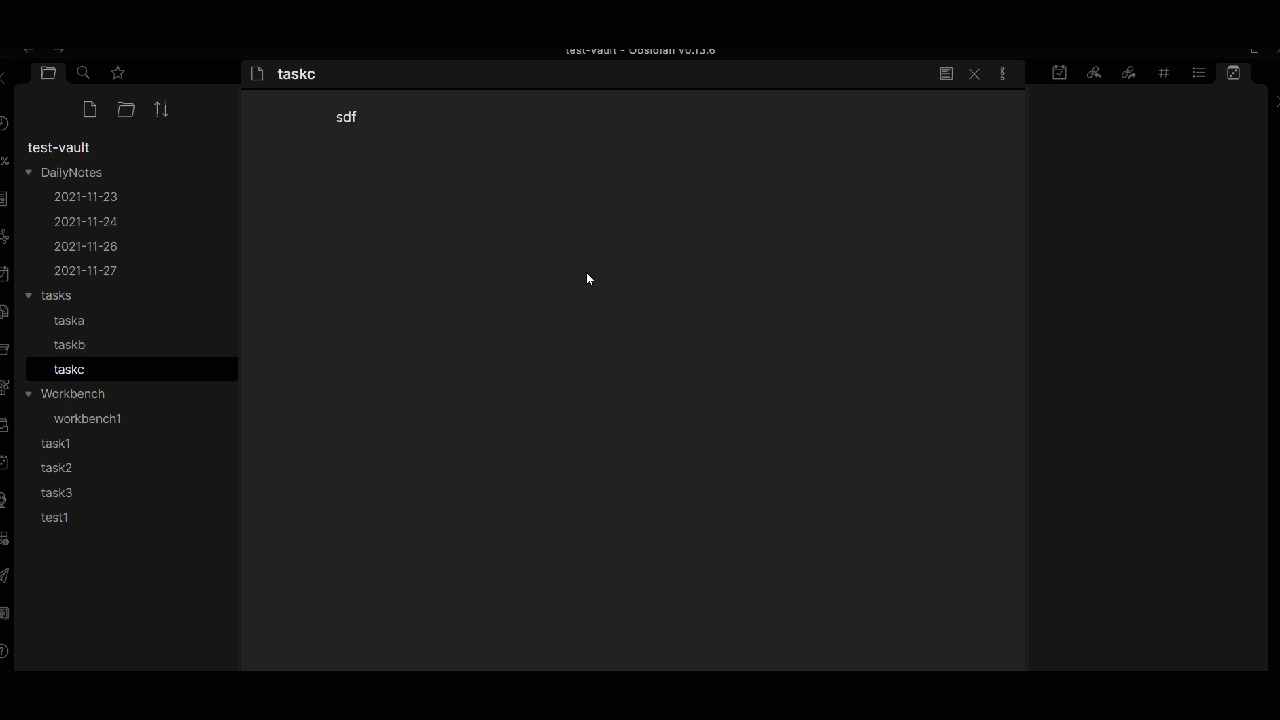 test-vault - Obsidian v0.13.6
taskc
sdf
test-vault
DailyNotes
2021-11-23
2021-11-24
2021-11-26
2021-11-27
tasks
taska
taskb
taskc
Workbench
workbench1
task1
task2
task3
test1